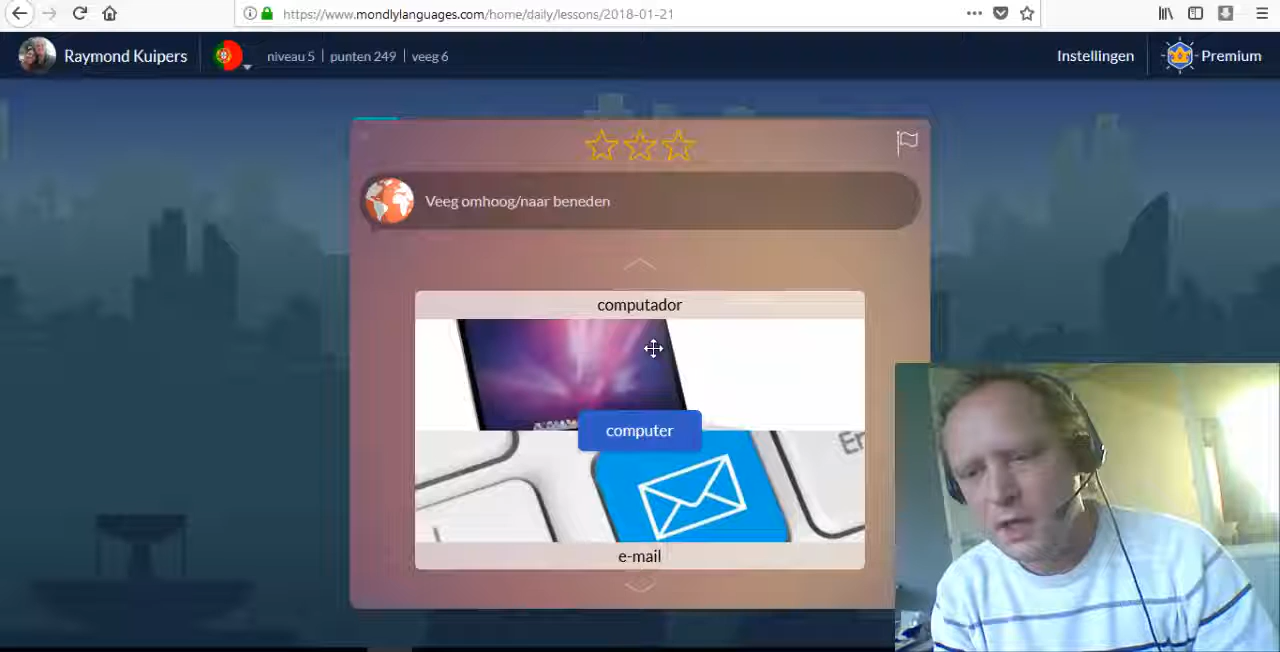 https://www.mondlylanguages.com/home/daily/lessons/2018-01-21
Raymond Kuipers
niveau 5 | punten 249 | veeg 6
Instellingen
Premium
Veeg omhoog/naar beneden
computador
computer
En
e-mail